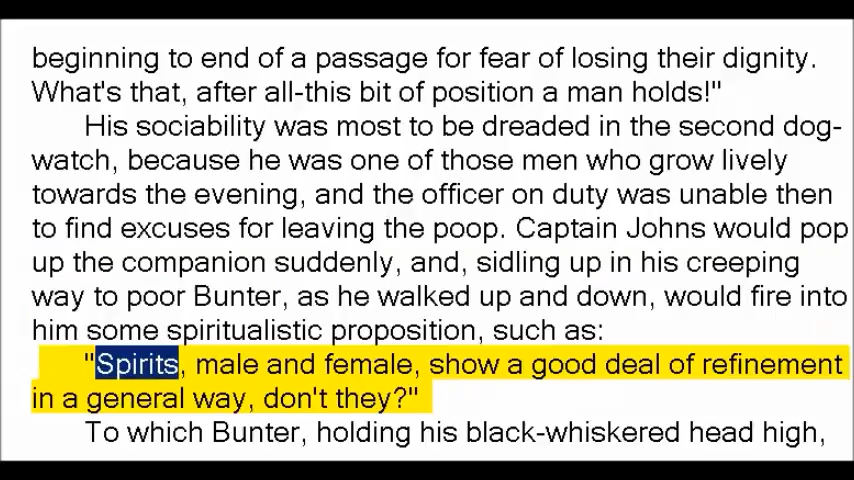 beginning to end of a passage for fear of losing their dignity.
What's that, after all-this bit of position a man holds!"
His sociability was most to be dreaded in the second dog-
watch, because he was one of those men who grow lively
towards the evening, and the officer on duty was unable then
to find excuses for leaving the poop. Captain Johns would pop
up the companion suddenly, and, sidling up in his creeping
way to poor Bunter, as he walked up and down, would fire into
him some spiritualistic proposition, such as:
"Spirits, male and female, show a good deal of refinement
in a general way, don't they?"
To which Bunter, holding his black-whiskered head high,